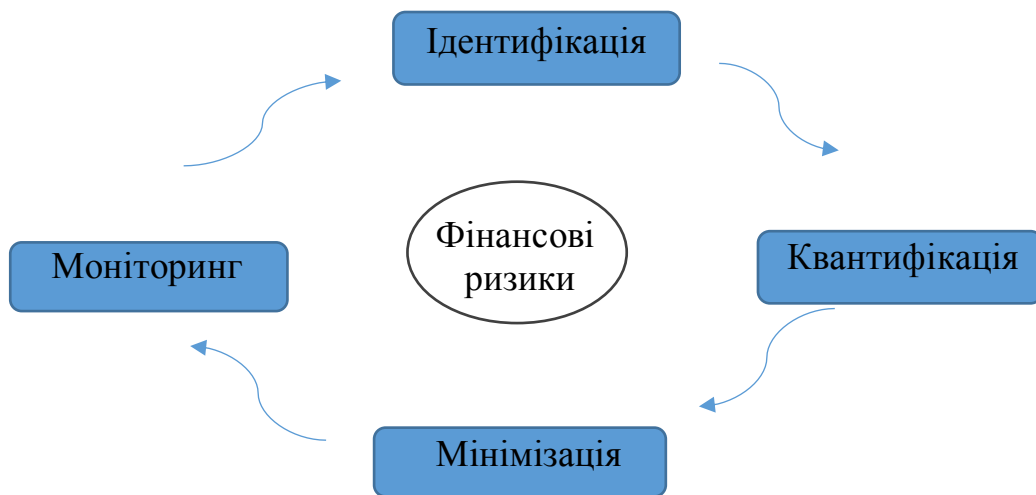 Ідентифікація
Моніторинг
Фінансові
ризики
Квантифікація
Мінімізація